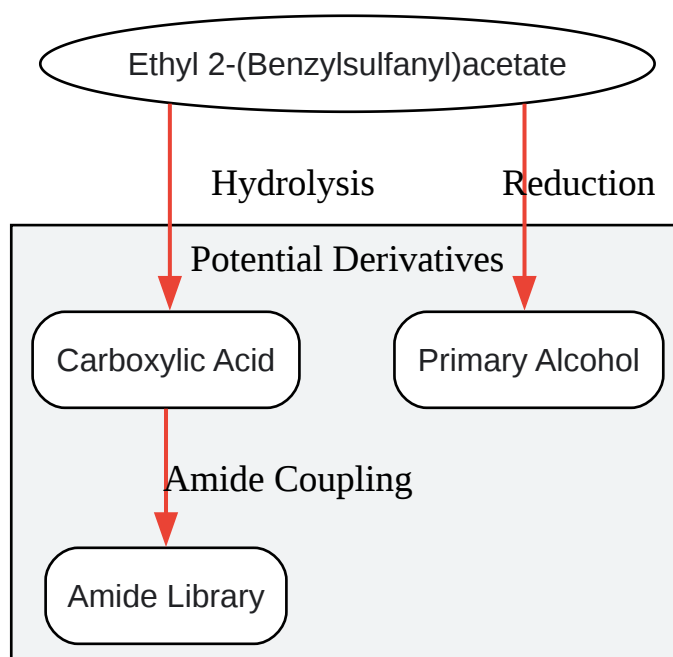 Ethyl 2-(Benzylsulfanyl)acetate
Hydrolysis
Reduction
Potential Derivatives
Carboxylic Acid
Primary Alcohol
Amide Coupling
Amide Library